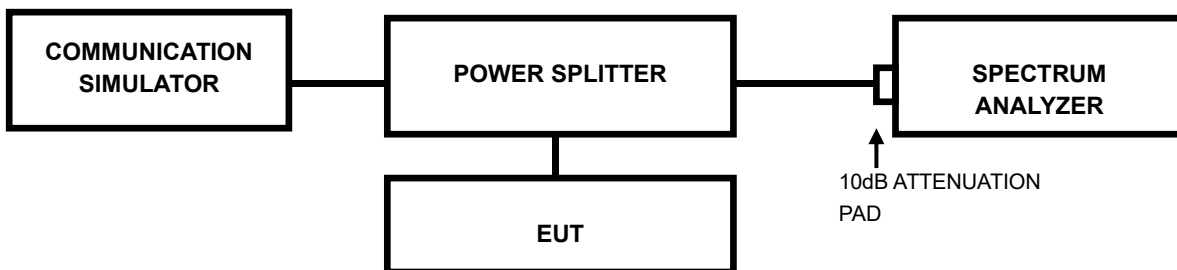 COMMUNICATION
SIMULATOR
POWER SPLITTER
SPECTRUM
ANALYZER
10dB ATTENUATION
PAD
EUT